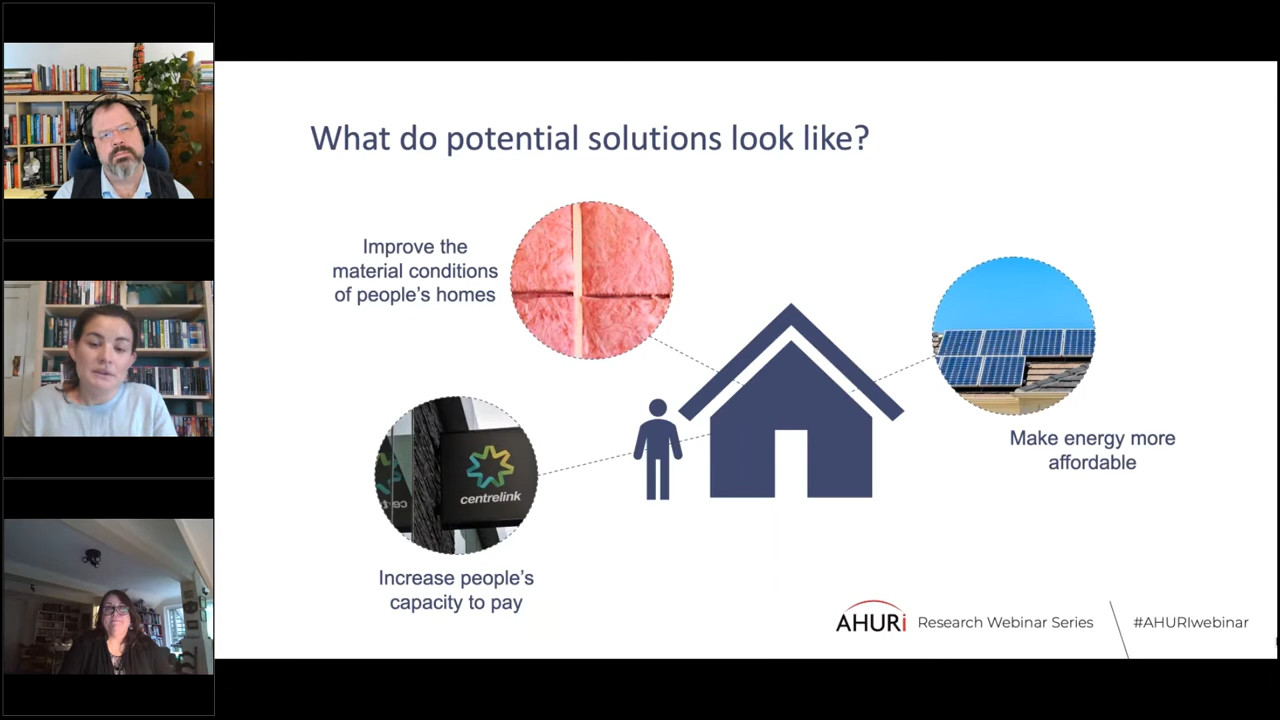 What do potential solutions look like?
Improve the
material conditions
of people's homes
centrelink
Increase people's
capacity to pay
Make energy more
affordable
AHURI Research Webinar Series
#AHURIwebinar